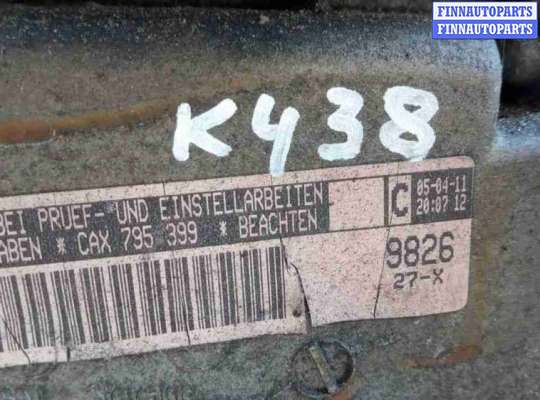 FINNAUTOPARTS
FINNAUTOPARTS
K438
BEI PRUEF- UND EINSTELLARBEITEN
ABEN * CAX 795 399 * BEACHTEN
C
05-04-11
20:07 12
9826
27-X